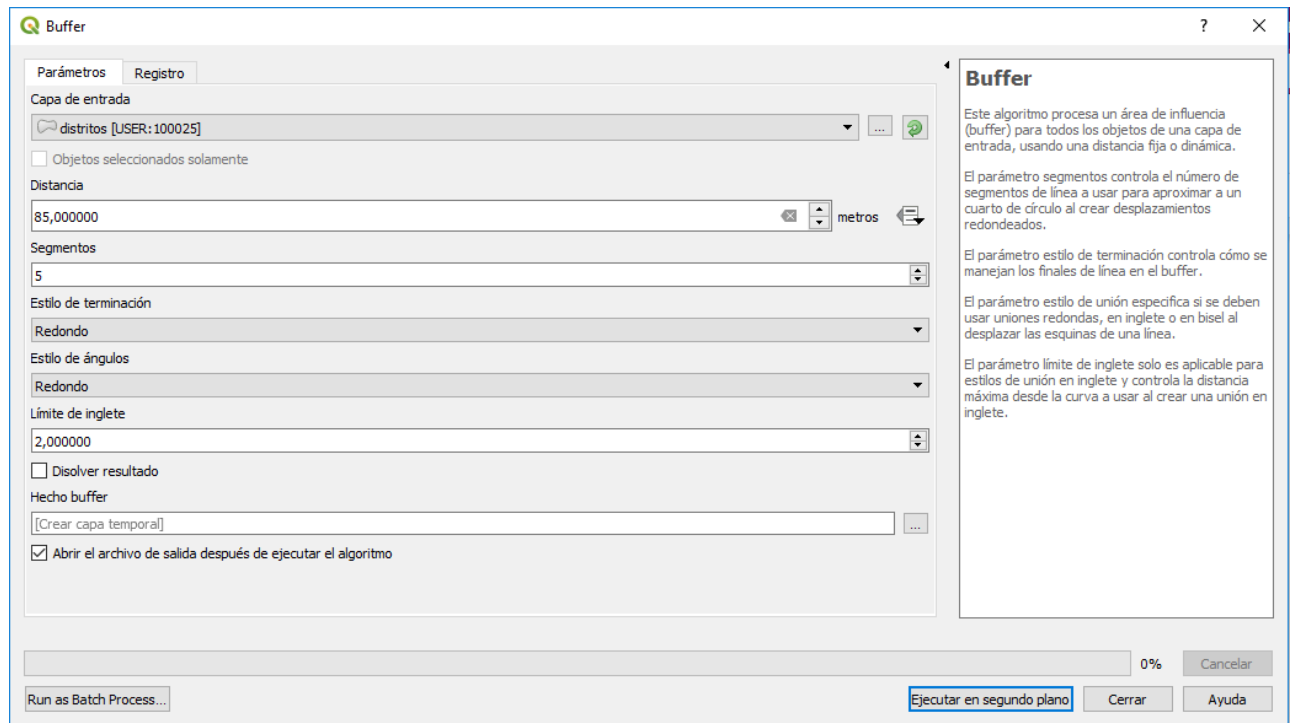 Buffer
?
Parámetros
Registro
Capa de entrada
distritos [USER:100025]
...
Objetos seleccionados solamente
Distancia
85,000000
metros
Segmentos
5
Estilo de terminación
Redondo
Estilo de ángulos
Redondo
Límite de inglete
2,000000
Disolver resultado
Hecho buffer
[Crear capa temporal]
...
Abrir el archivo de salida después de ejecutar el algoritmo
Buffer
Este algoritmo procesa un área de influencia
(buffer) para todos los objetos de una capa de
entrada, usando una distancia fija o dinámica.
El parámetro segmentos controla el número de
segmentos de línea a usar para aproximar a un
cuarto de círculo al crear desplazamientos
redondeados.
El parámetro estilo de terminación controla cómo se
manejan los finales de línea en el buffer.
El parámetro estilo de unión especifica si se deben
usar uniones redondas, en inglete o en bisel al
desplazar las esquinas de una línea.
El parámetro límite de inglete solo es aplicable para
estilos de unión en inglete y controla la distancia
máxima desde la curva a usar al crear una unión en
inglete.
0%
Cancelar
Run as Batch Process...
Ejecutar en segundo plano
Cerrar
Ayuda